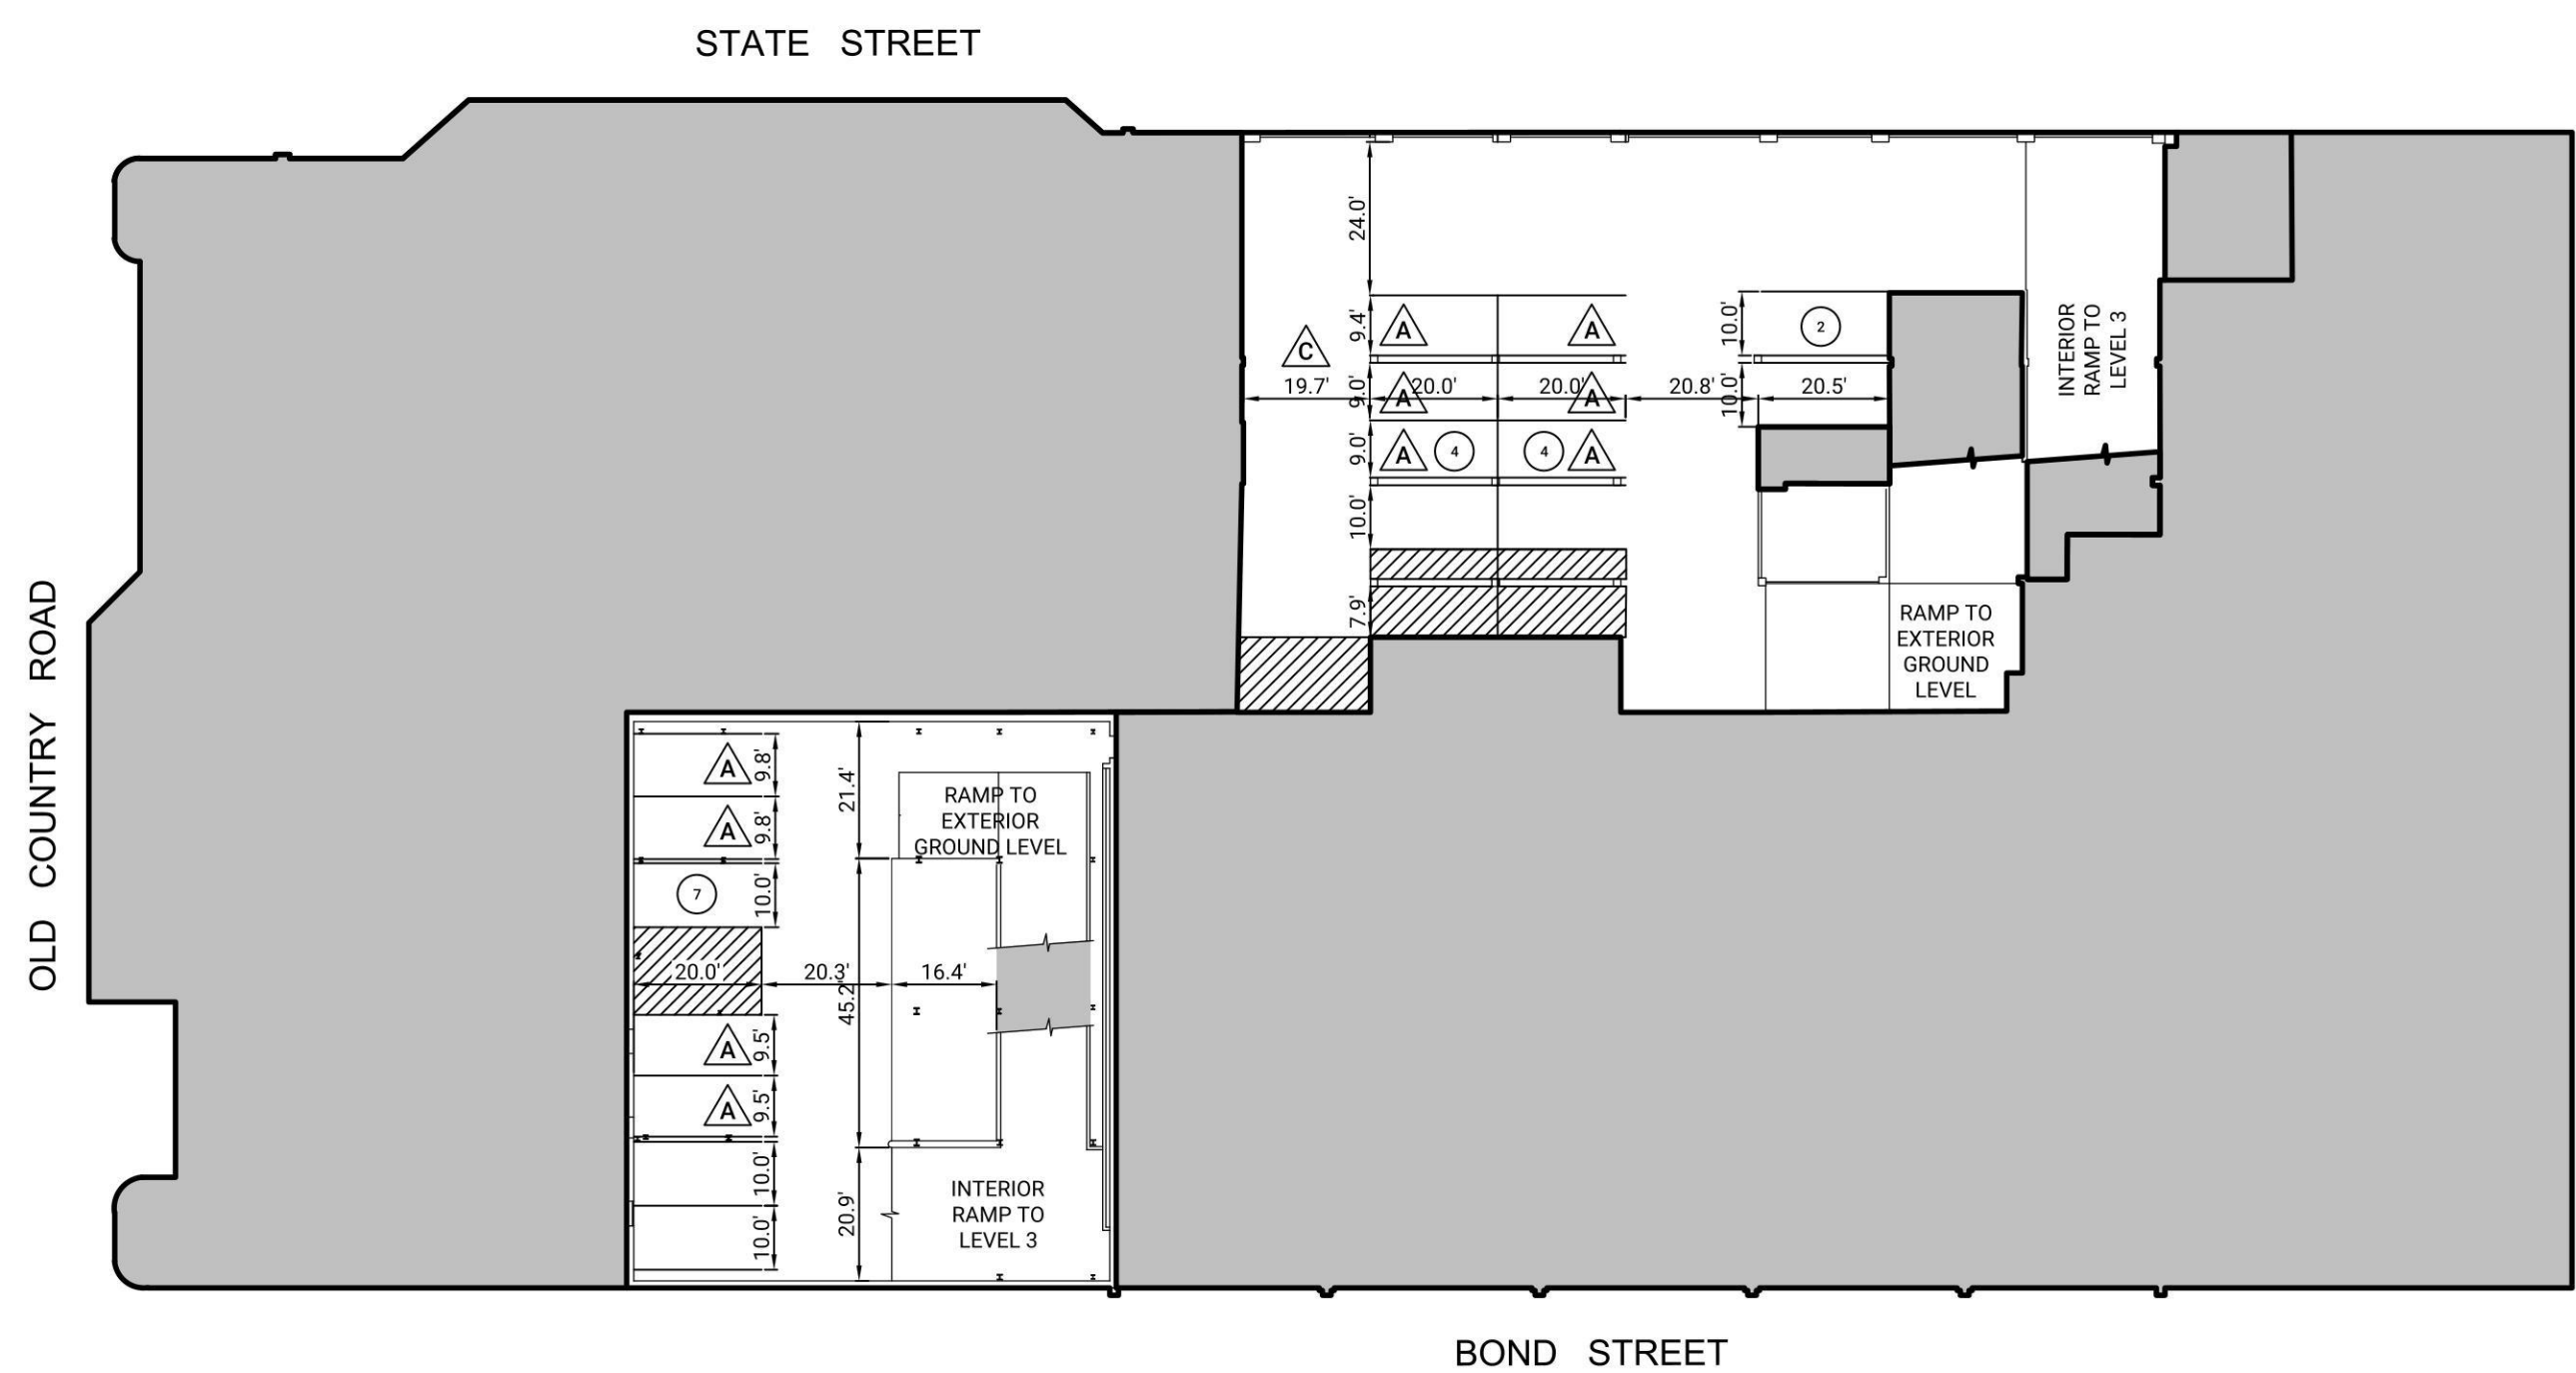 STATE STREET
OLD COUNTRY ROAD
24.0'
9.4'
A
A
10.0'
2
C
19.7'
9.0'
A
20.0'
20.0'
A
20.8'
10.0'
20.5'
INTERIOR
RAMP TO
LEVEL 3
9.0'
A
4
4
A
10.0'
7.9'
RAMP TO
EXTERIOR
GROUND
LEVEL
A
9.8'
21.4'
RAMP TO
EXTERIOR
GROUND LEVEL
A
9.8'
7
10.0'
20.0'
20.3'
45.2'
16.4'
A
9.5'
A
9.5'
10.0'
10.0'
20.9'
INTERIOR
RAMP TO
LEVEL 3
BOND STREET